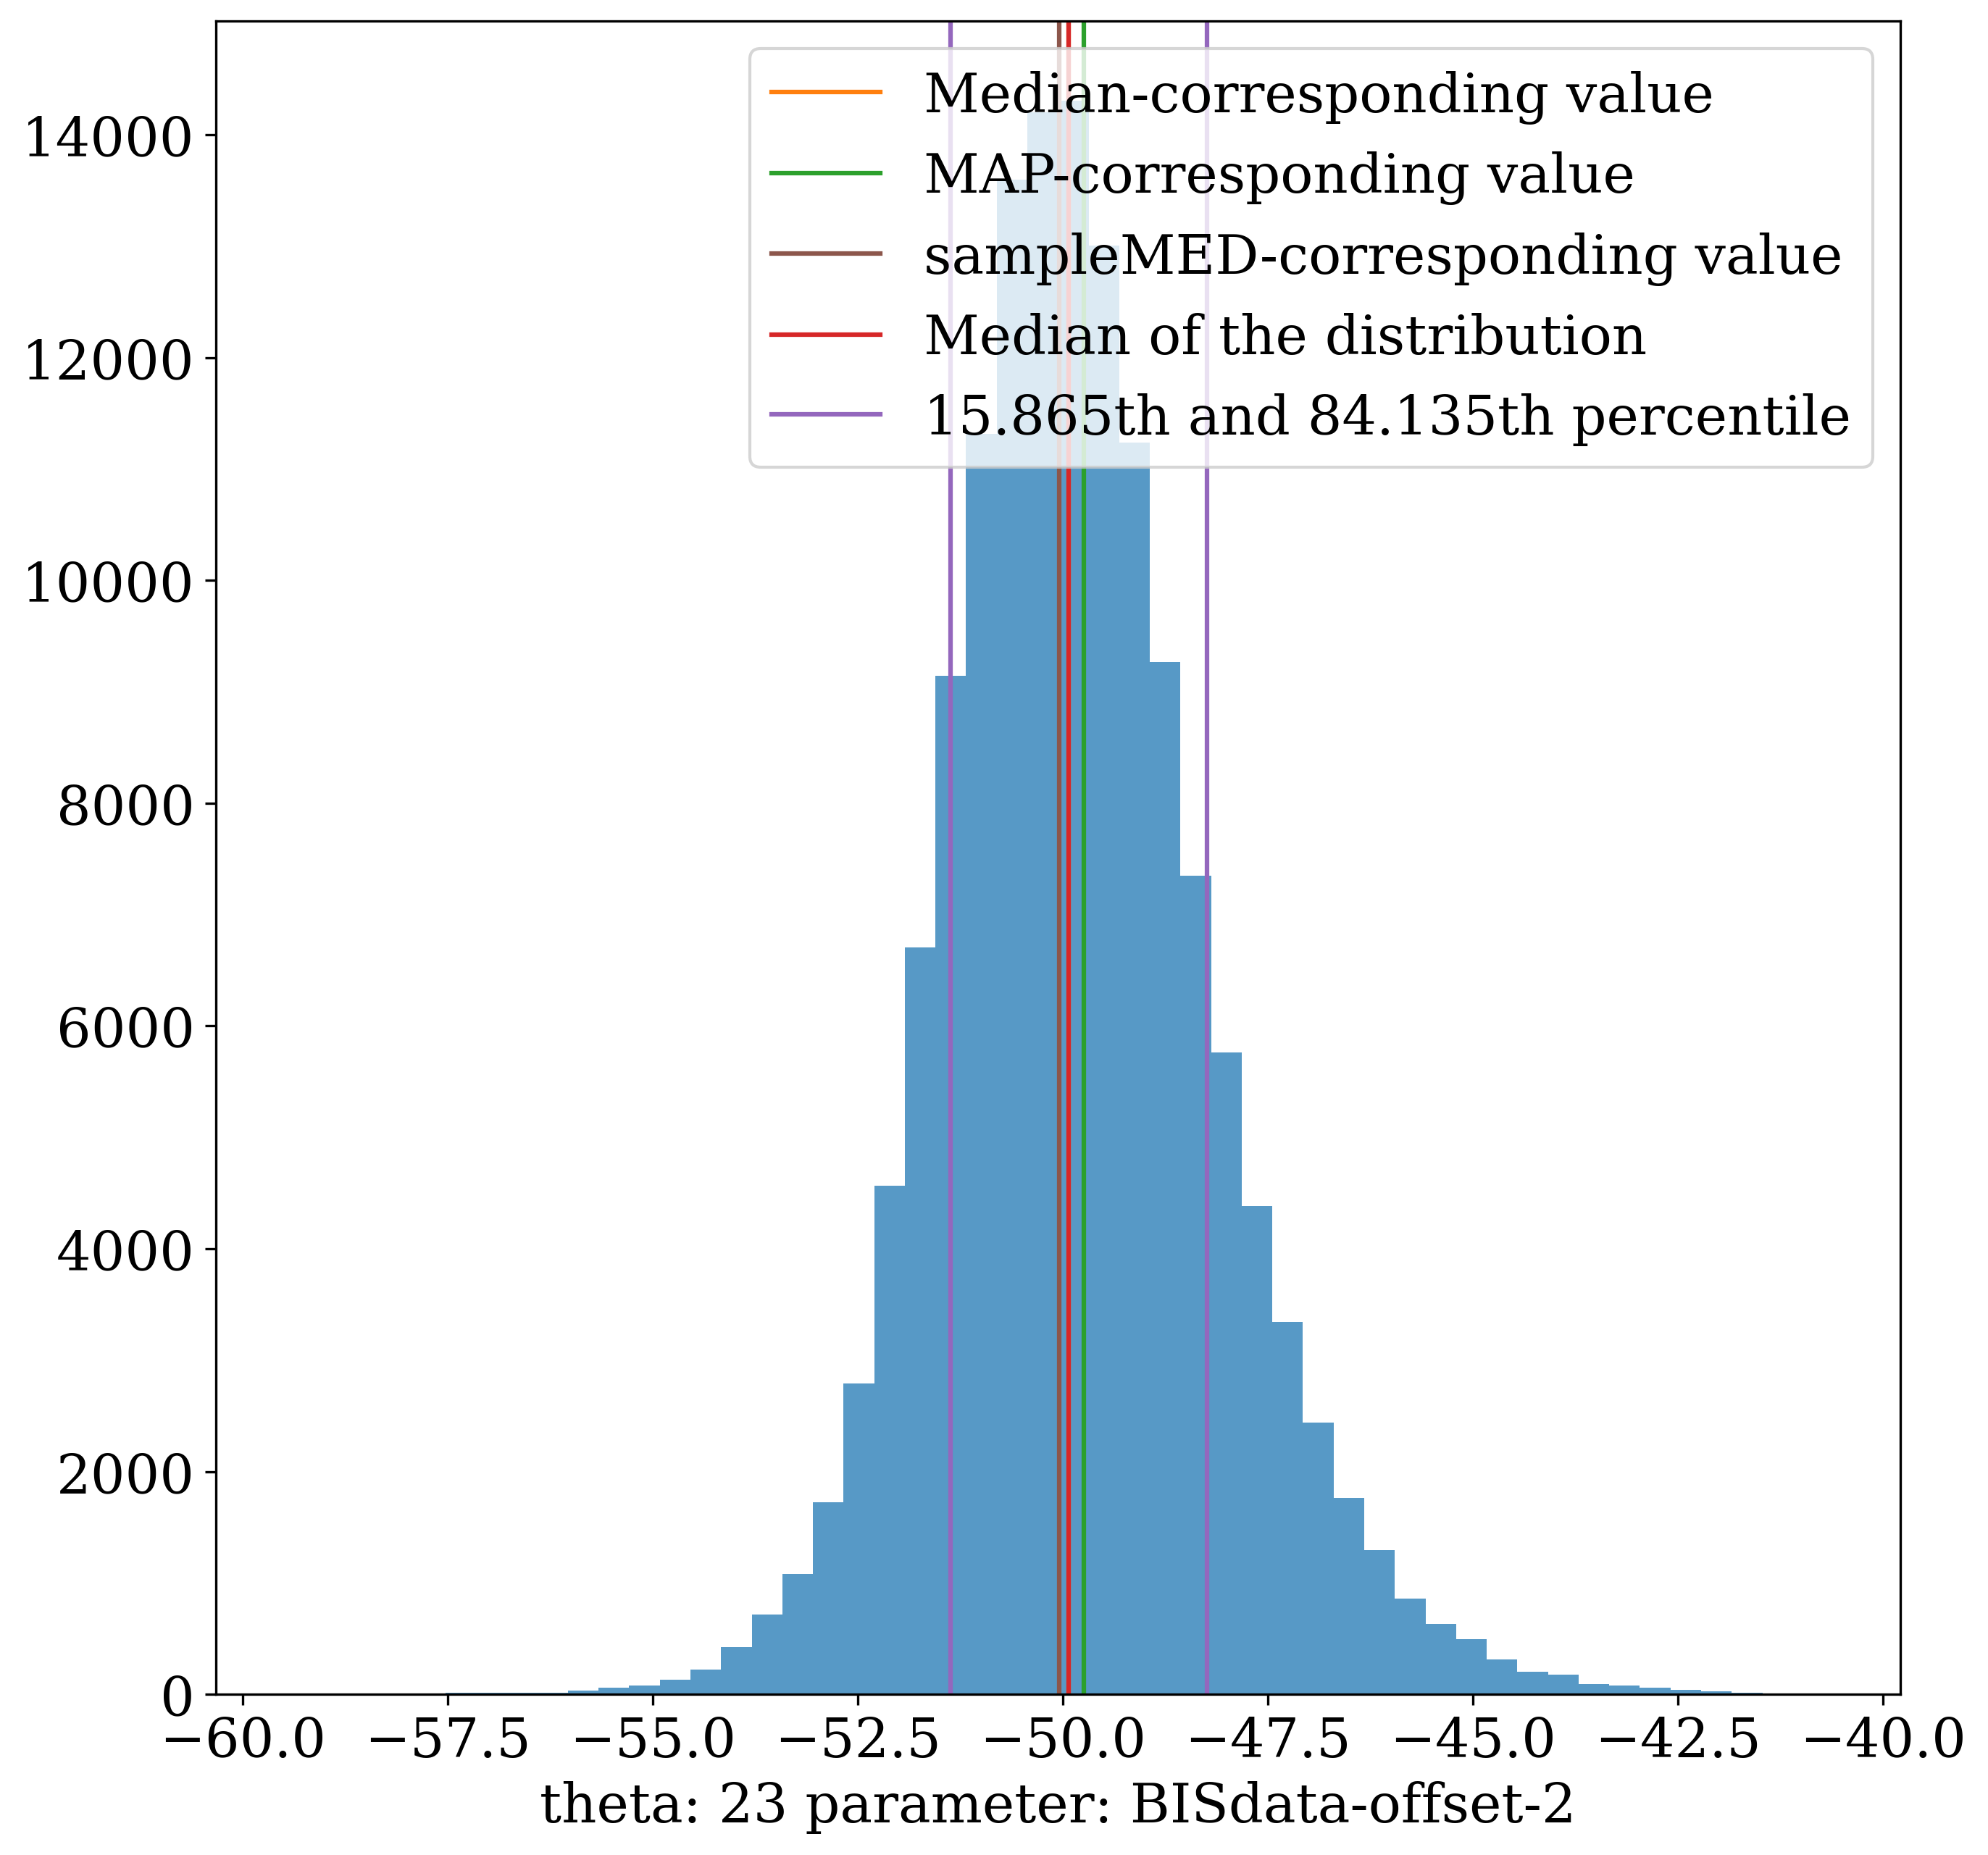 Median-corresponding value
MAP-corresponding value
sampleMED-corresponding value
Median of the distribution
15.865th and 84.135th percentile
14000
12000
10000
8000
6000
4000
2000
0
−60.0 −57.5 −55.0 −52.5 −50.0 −47.5 −45.0 −42.5 −40.0
theta: 23 parameter: BISdata-offset-2